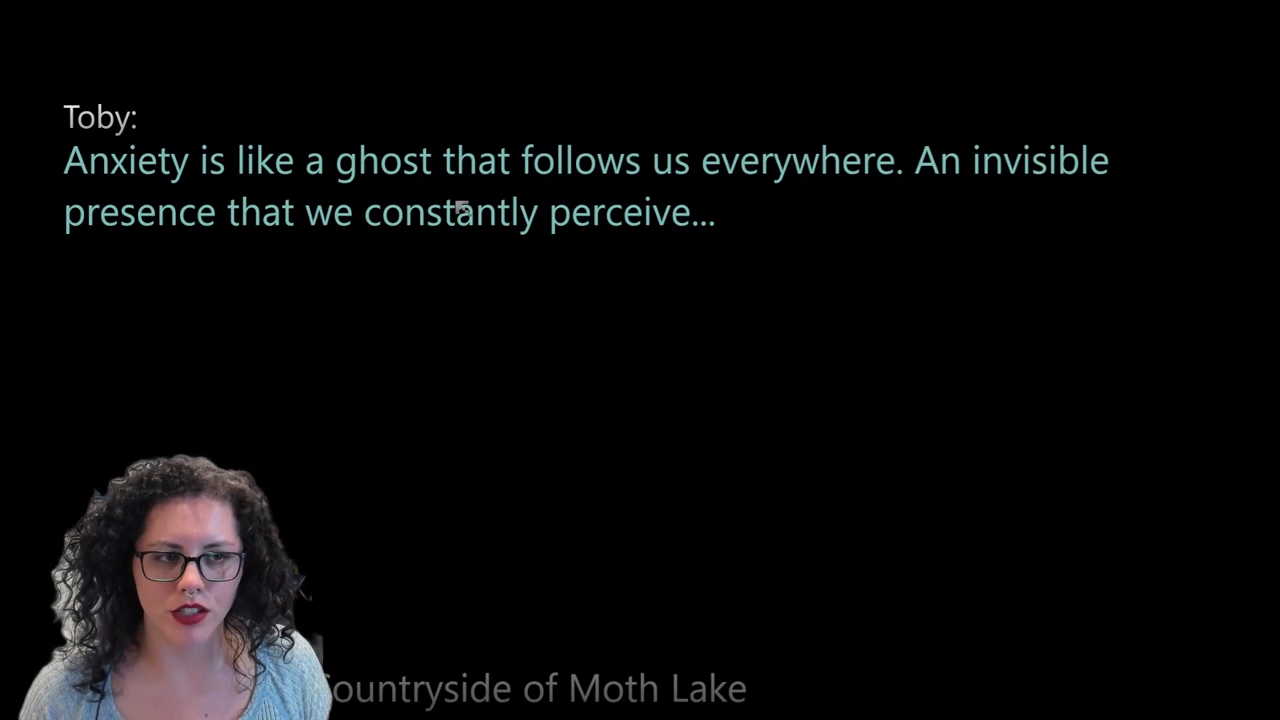 Toby:
Anxiety is like a ghost that follows us everywhere. An invisible
presence that we constantly perceive...
ountryside of Moth Lake